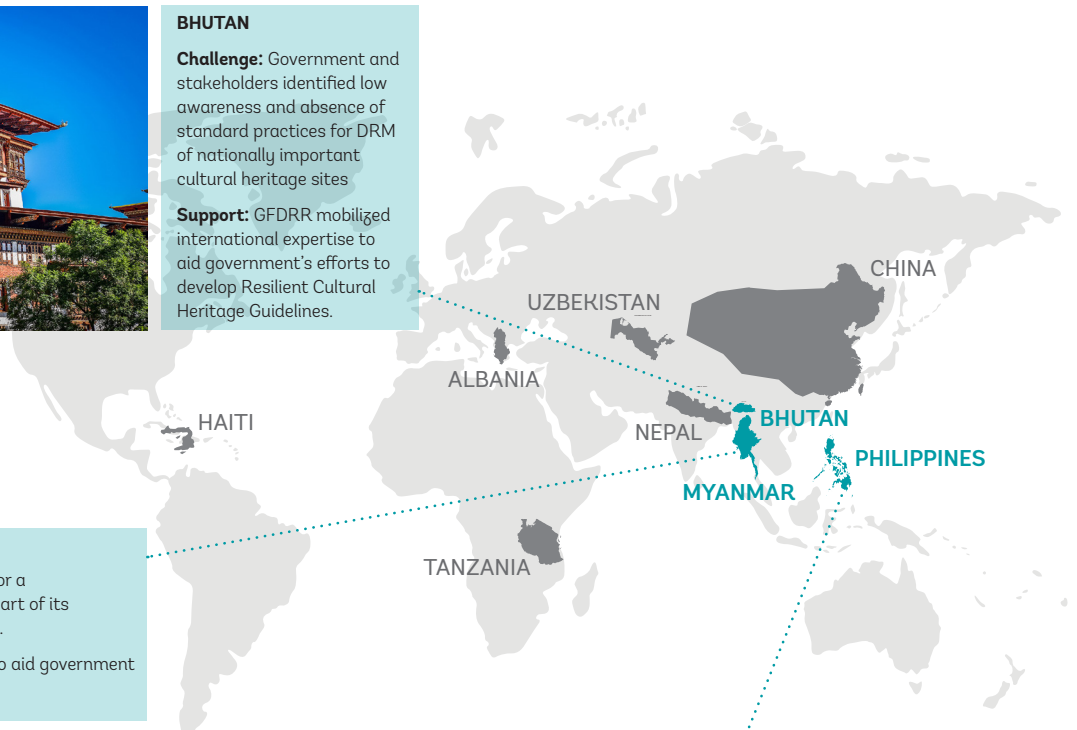 BHUTAN
Challenge: Government and
stakeholders identified low
awareness and absence of
standard practices for DRM
of nationally important
cultural heritage sites
Support: GFDRR mobilized
international expertise to
aid government’s efforts to
develop Resilient Cultural
Heritage Guidelines.
CHINA
UZBEKISTAN
ALBANIA
HAITI
NEPAL
BHUTAN
PHILIPPINES
MYANMAR
TANZANIA
or a
art of its
.
o aid government